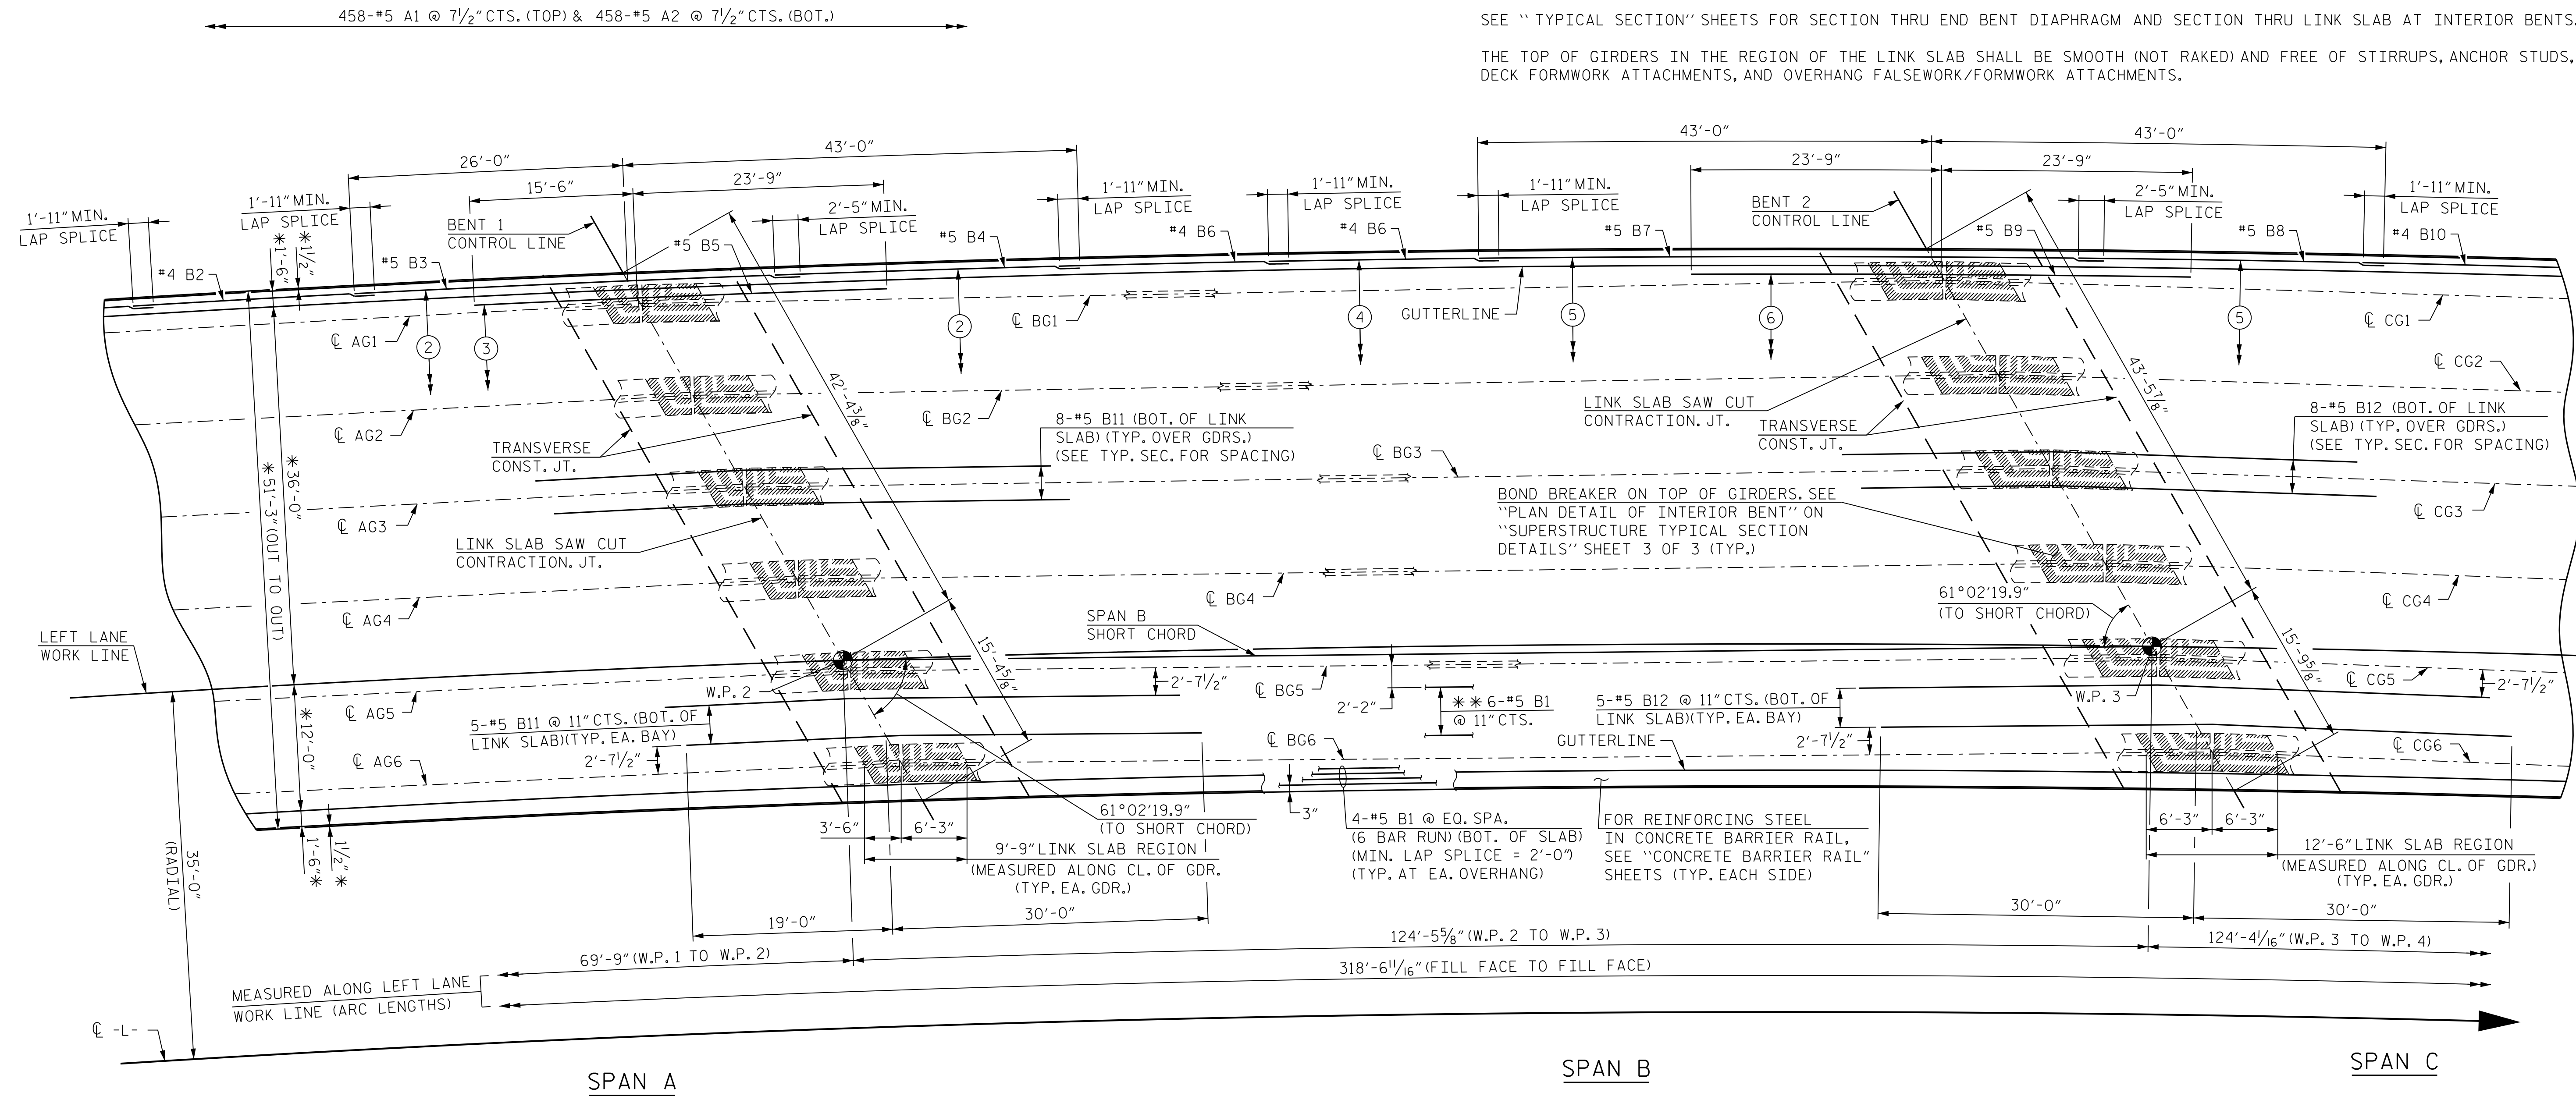 458-#5 A1 @ 7½" CTS. (TOP) & 458-#5 A2 @ 7½" CTS. (BOT.)
SEE ‶TYPICAL SECTION″ SHEETS FOR SECTION THRU END BENT DIAPHRAGM AND SECTION THRU LINK SLAB AT INTERIOR BENTS.
THE TOP OF GIRDERS IN THE REGION OF THE LINK SLAB SHALL BE SMOOTH (NOT RAKED) AND FREE OF STIRRUPS, ANCHOR STUDS,
DECK FORMWORK ATTACHMENTS, AND OVERHANG FALSEWORK/FORMWORK ATTACHMENTS.
26'-0"
43'-0"
43'-0"
43'-0"
15'-6"
23'-9"
23'-9"
23'-9"
1'-11" MIN.
LAP SPLICE
1'-11" MIN.
LAP SPLICE
BENT 1
CONTROL LINE
2'-5" MIN.
LAP SPLICE
1'-11" MIN.
LAP SPLICE
1'-11" MIN.
LAP SPLICE
1'-11" MIN.
LAP SPLICE
BENT 2
CONTROL LINE
2'-5" MIN.
LAP SPLICE
1'-11" MIN.
LAP SPLICE
*1'-6"
*1½"
#4 B2
#5 B3
#5 B5
#5 B4
#4 B6
#4 B6
#5 B7
#5 B9
#5 B8
#4 B10
℄ AG1
2
3
2
℄ BG1
4
GUTTERLINE
5
6
5
℄ CG1
℄ CG2
42'-4⅜"
43'-5⅞"
℄ AG2
℄ BG2
LINK SLAB SAW CUT
CONTRACTION. JT.
TRANSVERSE
CONST. JT.
8-#5 B11 (BOT. OF LINK
SLAB) (TYP. OVER GDRS.)
(SEE TYP. SEC. FOR SPACING)
℄ BG3
TRANSVERSE
CONST. JT.
8-#5 B12 (BOT. OF LINK
SLAB) (TYP. OVER GDRS.)
(SEE TYP. SEC. FOR SPACING)
*51'-3" (OUT TO OUT)
*36'-0"
℄ AG3
BOND BREAKER ON TOP OF GIRDERS. SEE
‶PLAN DETAIL OF INTERIOR BENT″ ON
‶SUPERSTRUCTURE TYPICAL SECTION
DETAILS″ SHEET 3 OF 3 (TYP.)
℄ CG3
LINK SLAB SAW CUT
CONTRACTION. JT.
℄ AG4
℄ BG4
61°02'19.9"
(TO SHORT CHORD)
℄ CG4
LEFT LANE
WORK LINE
SPAN B
SHORT CHORD
15'-4⅝"
15'-9⅝"
W.P. 2
2'-7½"
℄ BG5
2'-2"
* * 6-#5 B1
@ 11" CTS.
5-#5 B12 @ 11" CTS. (BOT. OF
LINK SLAB)(TYP. EA. BAY)
W.P. 3
℄ CG5
2'-7½"
℄ AG5
*12'-0"
5-#5 B11 @ 11" CTS. (BOT. OF
LINK SLAB)(TYP. EA. BAY)
2'-7½"
℄ BG6
GUTTERLINE
2'-7½"
℄ CG6
℄ AG6
3"
61°02'19.9"
(TO SHORT CHORD)
3'-6"
6'-3"
9'-9" LINK SLAB REGION
(MEASURED ALONG CL. OF GDR.
(TYP. EA. GDR.)
4-#5 B1 @ EQ. SPA.
(6 BAR RUN) (BOT. OF SLAB)
(MIN. LAP SPLICE = 2'-0")
(TYP. AT EA. OVERHANG)
FOR REINFORCING STEEL
IN CONCRETE BARRIER RAIL,
SEE ‶CONCRETE BARRIER RAIL″
SHEETS (TYP. EACH SIDE)
6'-3"
6'-3"
12'-6" LINK SLAB REGION
(MEASURED ALONG CL. OF GDR.)
(TYP. EA. GDR.)
35'-0"
(RADIAL)
1'-6"*
1½"*
19'-0"
30'-0"
30'-0"
30'-0"
69'-9" (W.P. 1 TO W.P. 2)
124'-5⅝" (W.P. 2 TO W.P. 3)
124'-4 1/16" (W.P. 3 TO W.P. 4)
318'-6 11/16" (FILL FACE TO FILL FACE)
MEASURED ALONG LEFT LANE
WORK LINE (ARC LENGTHS)
℄ -L-
SPAN A
SPAN B
SPAN C